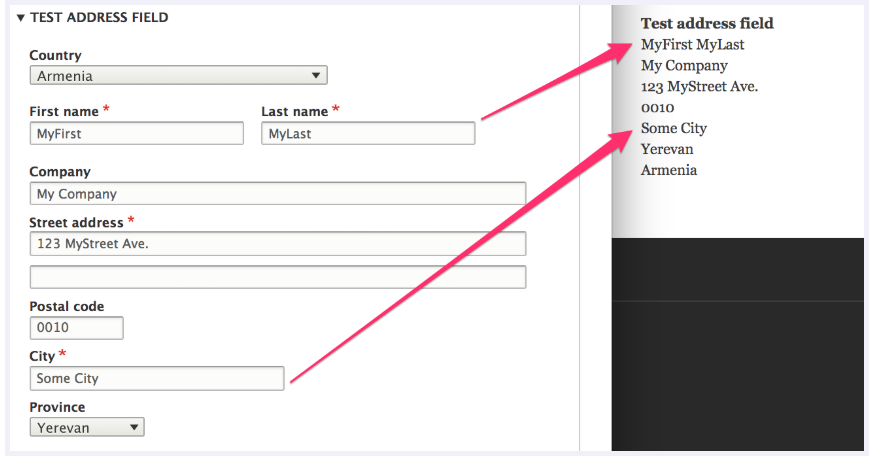 TEST ADDRESS FIELD
Country
Armenia
First name * Last name *
MyFirst MyLast
Company
My Company
Street address *
123 MyStreet Ave.
Postal code
0010
City *
Some City
Province
Yerevan
Test address field
MyFirst MyLast
My Company
123 MyStreet Ave.
0010
Some City
Yerevan
Armenia